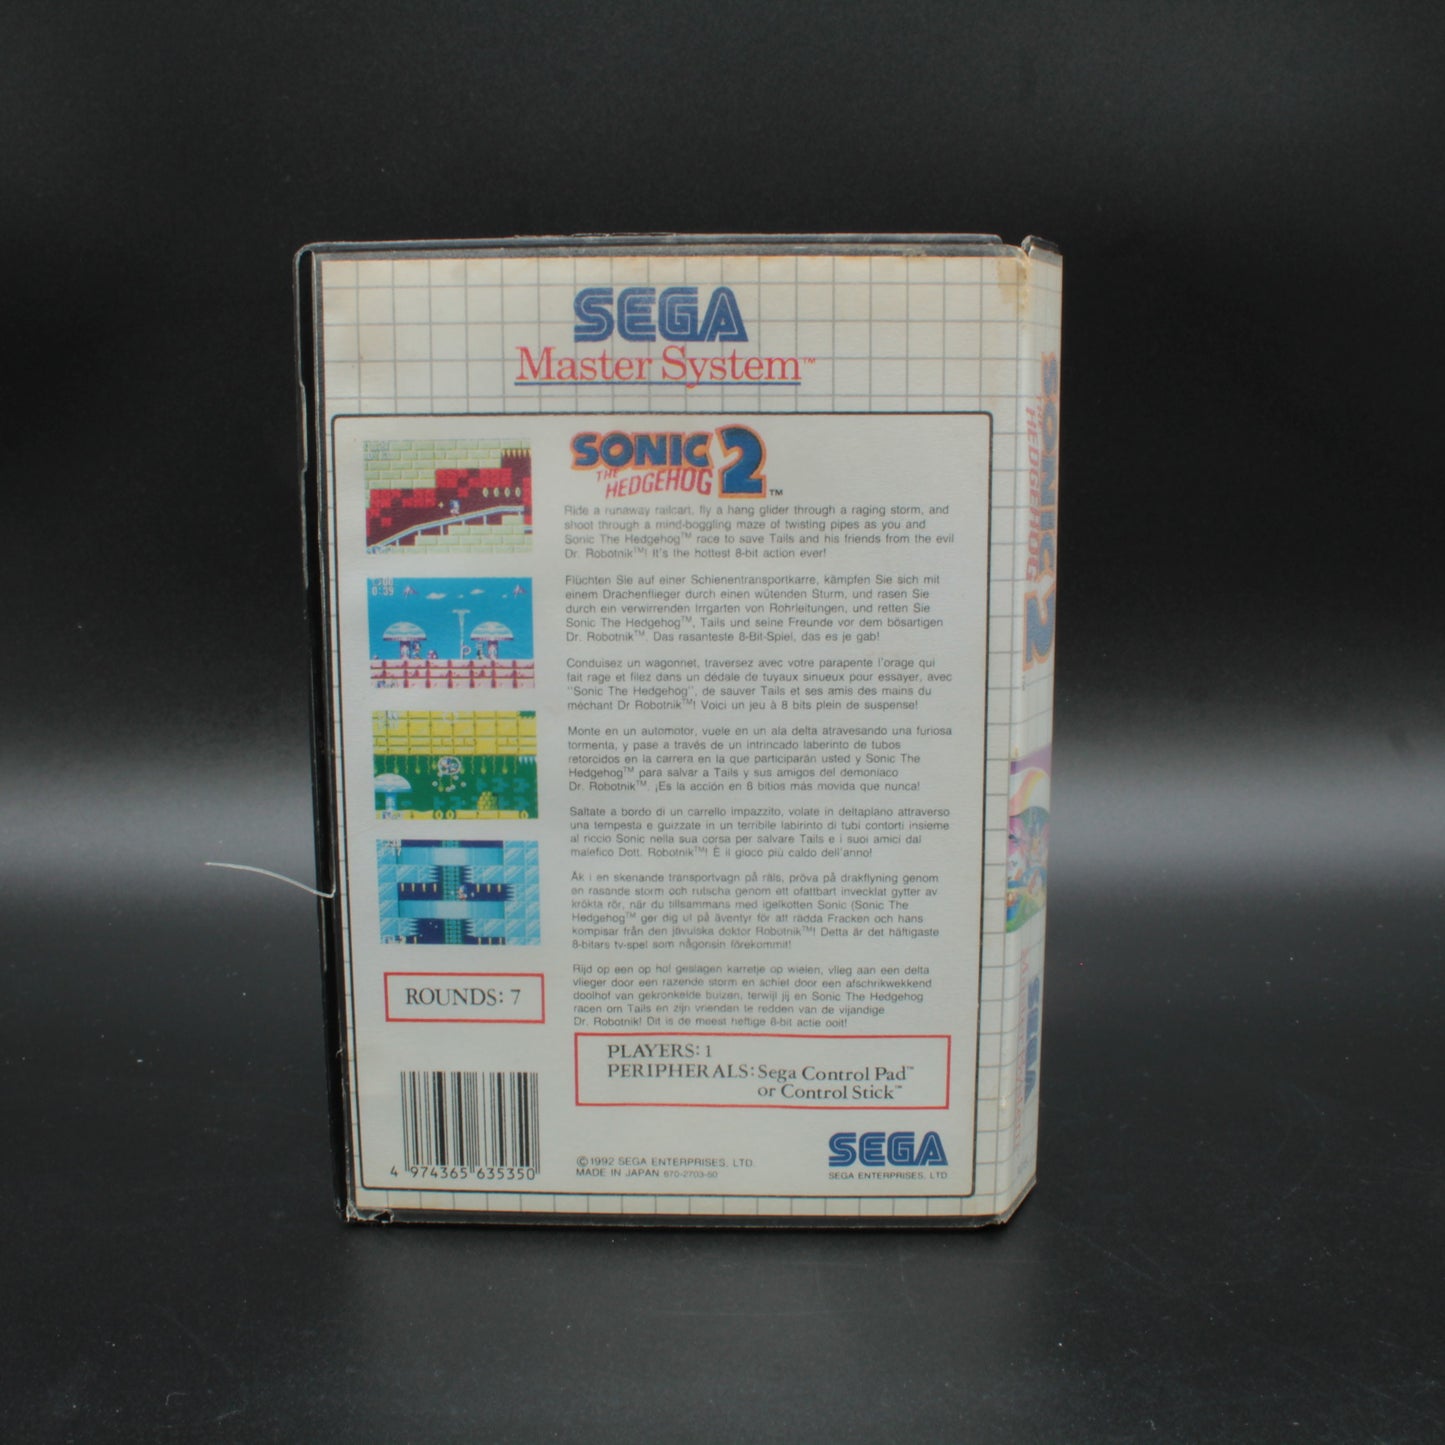 SEGA
Master System™
SONIC
THE
HEDGEHOG
2™
Ride a runaway railcart, fly a hang glider through a raging storm, and
shoot through a mind-boggling maze of twisting pipes as you and
Sonic The Hedgehog™ race to save Tails and his friends from the evil
Dr. Robotnik™! It's the hottest 8-bit action ever!
Flüchten Sie auf einer Schienentransportkarre, kämpfen Sie sich mit
einem Drachenflieger durch einen wütenden Sturm, und rasen Sie
durch ein verwirrenden Irrgarten von Rohrleitungen, und retten Sie
Sonic The Hedgehog™, Tails und seine Freunde vor dem bösartigen
Dr. Robotnik™. Das rasanteste 8-Bit-Spiel, das es je gab!
Conduisez un wagonnet, traversez avec votre parapente l'orage qui
fait rage et filez dans un dédale de tuyaux sinueux pour essayer, avec
"Sonic The Hedgehog", de sauver Tails et ses amis des mains du
méchant Dr Robotnik™! Voici un jeu à 8 bits plein de suspense!
Monte en un automotor, vuele en un ala delta atravesando una furiosa
tormenta, y pase a través de un intrincado laberinto de tubos
retorcidos en la carrera en la que participarán usted y Sonic The
Hedgehog™ para salvar a Tails y sus amigos del demoníaco
Dr. Robotnik™. ¡Es la acción en 8 bitios más movida que nunca!
Saltate a bordo di un carrello impazzito, volate in deltaplano attraverso
una tempesta e guizzate in un terribile labirinto di tubi contorti insieme
al riccio Sonic nella sua corsa per salvare Tails e i suoi amici dal
malefico Dott. Robotnik™! È il gioco più caldo dell'anno!
Åk i en skenande transportvagn på räls, pröva på drakflyning genom
en rasande storm och rutscha genom ett ofattbart invecklat gytter av
krökta rör, när du tillsammans med igelkotten Sonic (Sonic The
Hedgehog™ ger dig ut på äventyr för att rädda Fracken och hans
kompisar från den jävulska doktor Robotnik™! Detta är det häftigaste
8-bitars tv-spel som någonsin förekommit!
Rijd op een op hol geslagen karretje op wielen, vlieg aan een delta
vlieger door een razende storm en schiet door een afschrikwekkend
doolhof van gekronkelde buizen, terwijl jij en Sonic The Hedgehog
racen om Tails en zijn vrienden te redden van de vijandige
Dr. Robotnik! Dit is de meest heftige 8-bit actie ooit!
ROUNDS: 7
PLAYERS: 1
PERIPHERALS: Sega Control Pad™
or Control Stick™
4 974365 635350
©1992 SEGA ENTERPRISES, LTD.
MADE IN JAPAN 670-2703-50
SEGA
SEGA ENTERPRISES, LTD
SONIC
THE
HEDGEHOG
2
SEGA